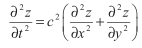 ∂²z/∂t² = c² ( ∂²z/∂x² + ∂²z/∂y² )